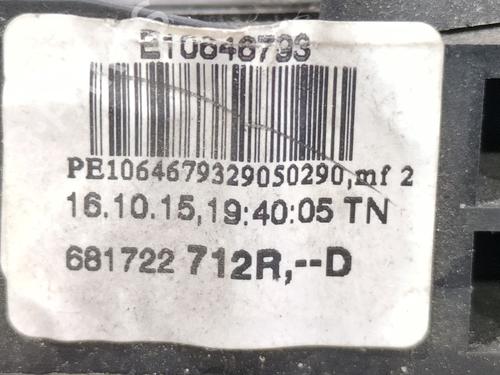 E10646793
PE1064679329050290,mf 2
16.10.15,19:40:05 TN
681722 712R,--D